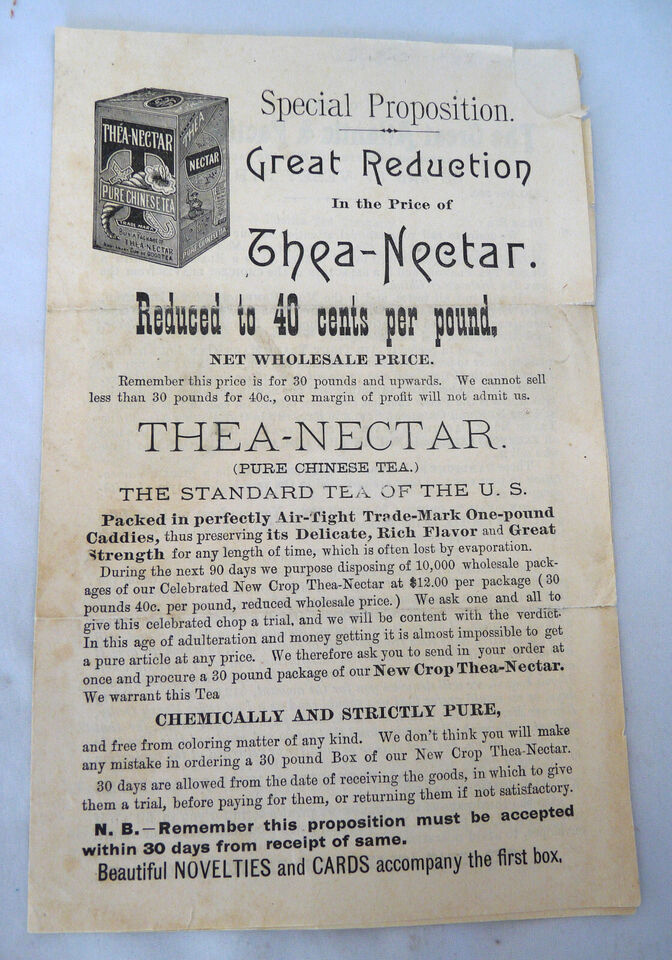 THÉA-NECTAR
PURE CHINESE TEA
TRADE MARK
THEA-NECTAR
THEA
NECTAR
PURE CHINESE TEA
Special Proposition.
Great Reduction
In the Price of
Thea-Nectar.
Reduced to 40 cents per pound,
NET WHOLESALE PRICE.
Remember this price is for 30 pounds and upwards. We cannot sell
less than 30 pounds for 40c., our margin of profit will not admit us.
THEA-NECTAR.
(PURE CHINESE TEA.)
THE STANDARD TEA OF THE U. S.
Packed in perfectly Air-Tight Trade-Mark One-pound
Caddies, thus preserving its Delicate, Rich Flavor and Great
Strength for any length of time, which is often lost by evaporation.
During the next 90 days we purpose disposing of 10,000 wholesale pack-
ages of our Celebrated New Crop Thea-Nectar at $12.00 per package (30
pounds 40c. per pound, reduced wholesale price.) We ask one and all to
give this celebrated chop a trial, and we will be content with the verdict.
In this age of adulteration and money getting it is almost impossible to get
a pure article at any price. We therefore ask you to send in your order at
once and procure a 30 pound package of our New Crop Thea-Nectar.
We warrant this Tea
CHEMICALLY AND STRICTLY PURE,
and free from coloring matter of any kind. We don't think you will make
any mistake in ordering a 30 pound Box of our New Crop Thea-Nectar.
30 days are allowed from the date of receiving the goods, in which to give
them a trial, before paying for them, or returning them if not satisfactory.
N. B.—Remember this proposition must be accepted
within 30 days from receipt of same.
Beautiful NOVELTIES and CARDS accompany the first box.